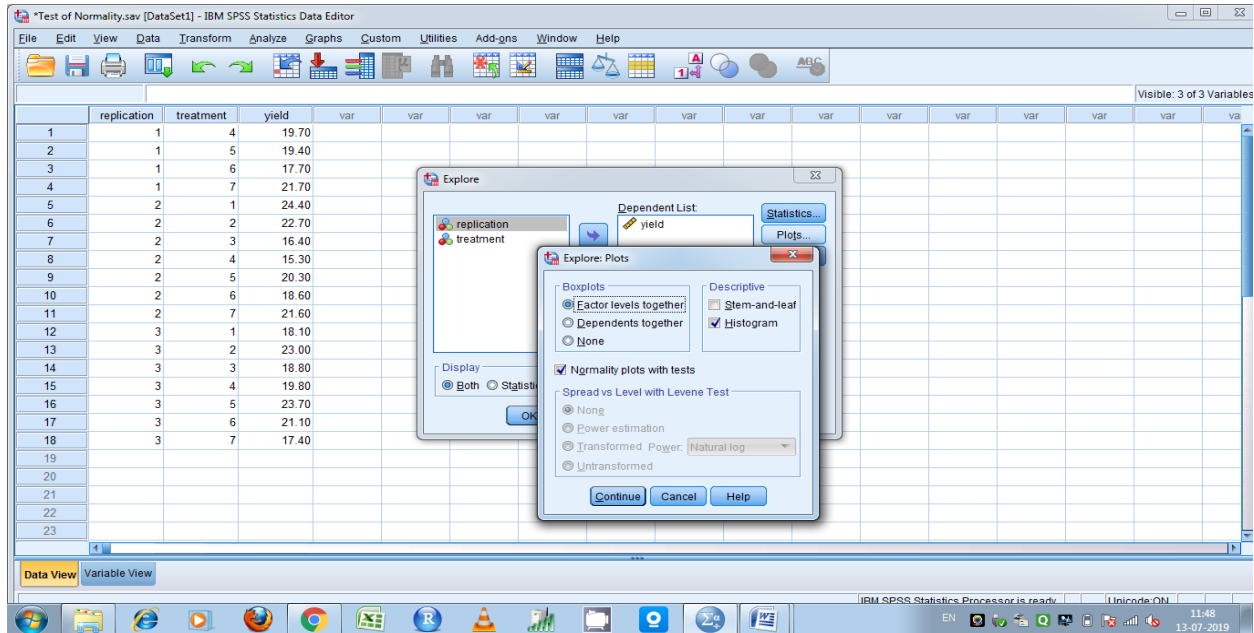 *Test of Normality.sav [DataSet1] - IBM SPSS Statistics Data Editor
File Edit View Data Transform Analyze Graphs Custom Utilities Add-ons Window Help
Visible: 3 of 3 Variables
replication treatment yield var var var var var var var var var var var var var va
1 1 4 19.70
2 1 5 19.40
3 1 6 17.70
4 1 7 21.70
5 2 1 24.40
6 2 2 22.70
7 2 3 16.40
8 2 4 15.30
9 2 5 20.30
10 2 6 18.60
11 2 7 21.60
12 3 1 18.10
13 3 2 23.00
14 3 3 18.80
15 3 4 19.80
16 3 5 23.70
17 3 6 21.10
18 3 7 17.40
19
20
21
22
23
Explore
Dependent List:
replication
treatment
yield
Statistics...
Plots...
Display
Both Statisti
OK
Explore: Plots
Boxplots
Factor levels together
Dependents together
None
Descriptive
Stem-and-leaf
Histogram
Normality plots with tests
Spread vs Level with Levene Test
None
Power estimation
Transformed Power: Natural log
Untransformed
Continue Cancel Help
Data View Variable View
IBM SPSS Statistics Processor is ready Unicode:ON
EN 11:48
13-07-2019